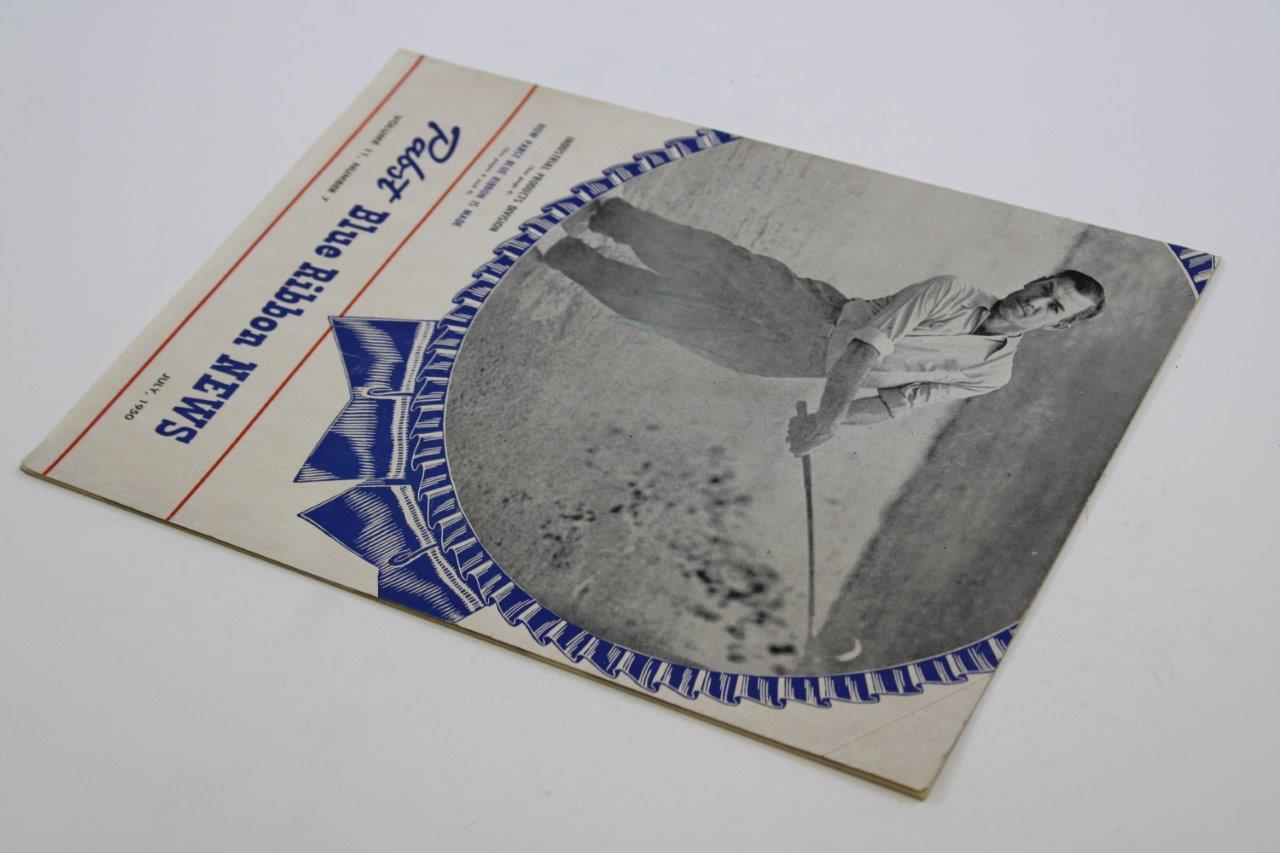 VOLUME 11, NUMBER 7
JULY, 1950
Pabst Blue Ribbon NEWS
INDUSTRIAL PRODUCTS DIVISION
HOW PABST BLUE RIBBON IS MADE